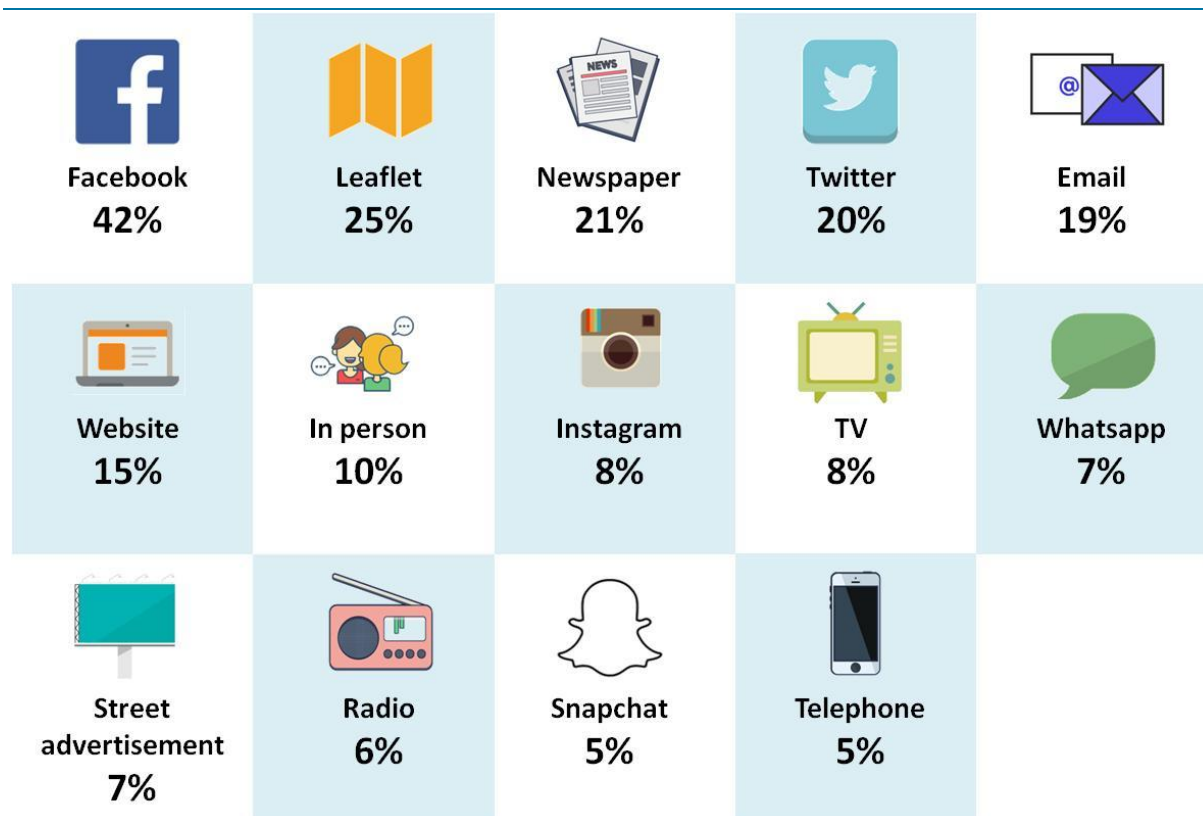 f
NEWS
@
Facebook
42%
Leaflet
25%
Newspaper
21%
Twitter
20%
Email
19%
Website
15%
In person
10%
Instagram
8%
TV
8%
Whatsapp
7%
Street
advertisement
7%
Radio
6%
Snapchat
5%
Telephone
5%